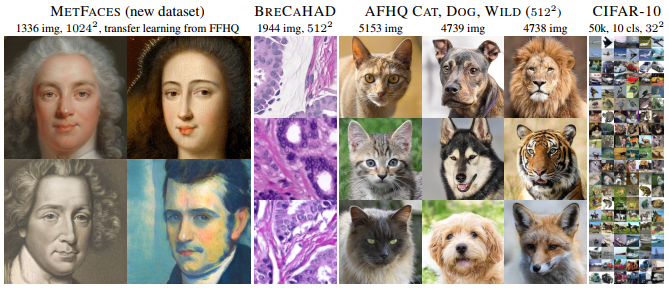 METFACES (new dataset)
1336 img, 1024², transfer learning from FFHQ
BRECAHAD
1944 img, 512²
AFHQ CAT, DOG, WILD (512²)
5153 img
4739 img
4738 img
CIFAR-10
50k, 10 cls, 32²